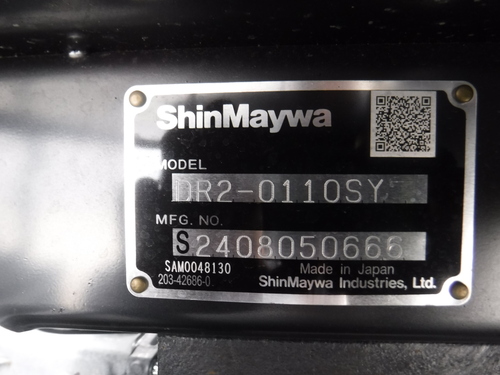 ShinMaywa
MODEL
DR2-0110SY
MFG. NO.
S2408050666
SAM0048130
Made in Japan
203-42686-0
ShinMaywa Industries, Ltd.